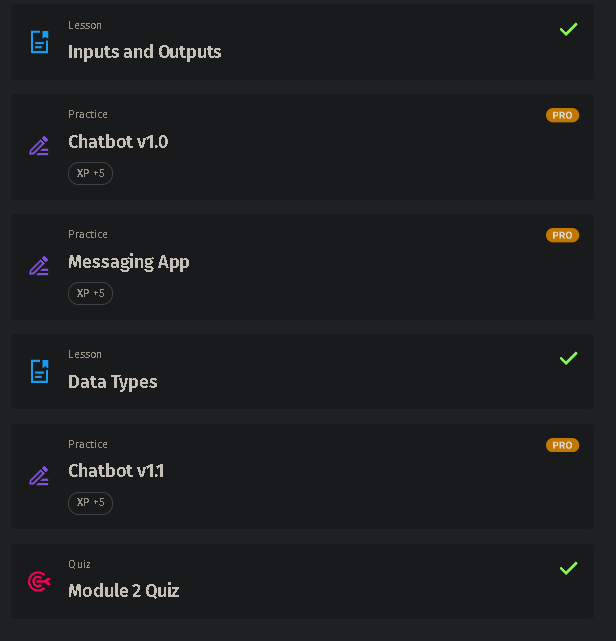 Lesson
Inputs and Outputs
Practice
PRO
Chatbot v1.0
XP +5
Practice
PRO
Messaging App
XP +5
Lesson
Data Types
Practice
PRO
Chatbot v1.1
XP +5
Quiz
Module 2 Quiz